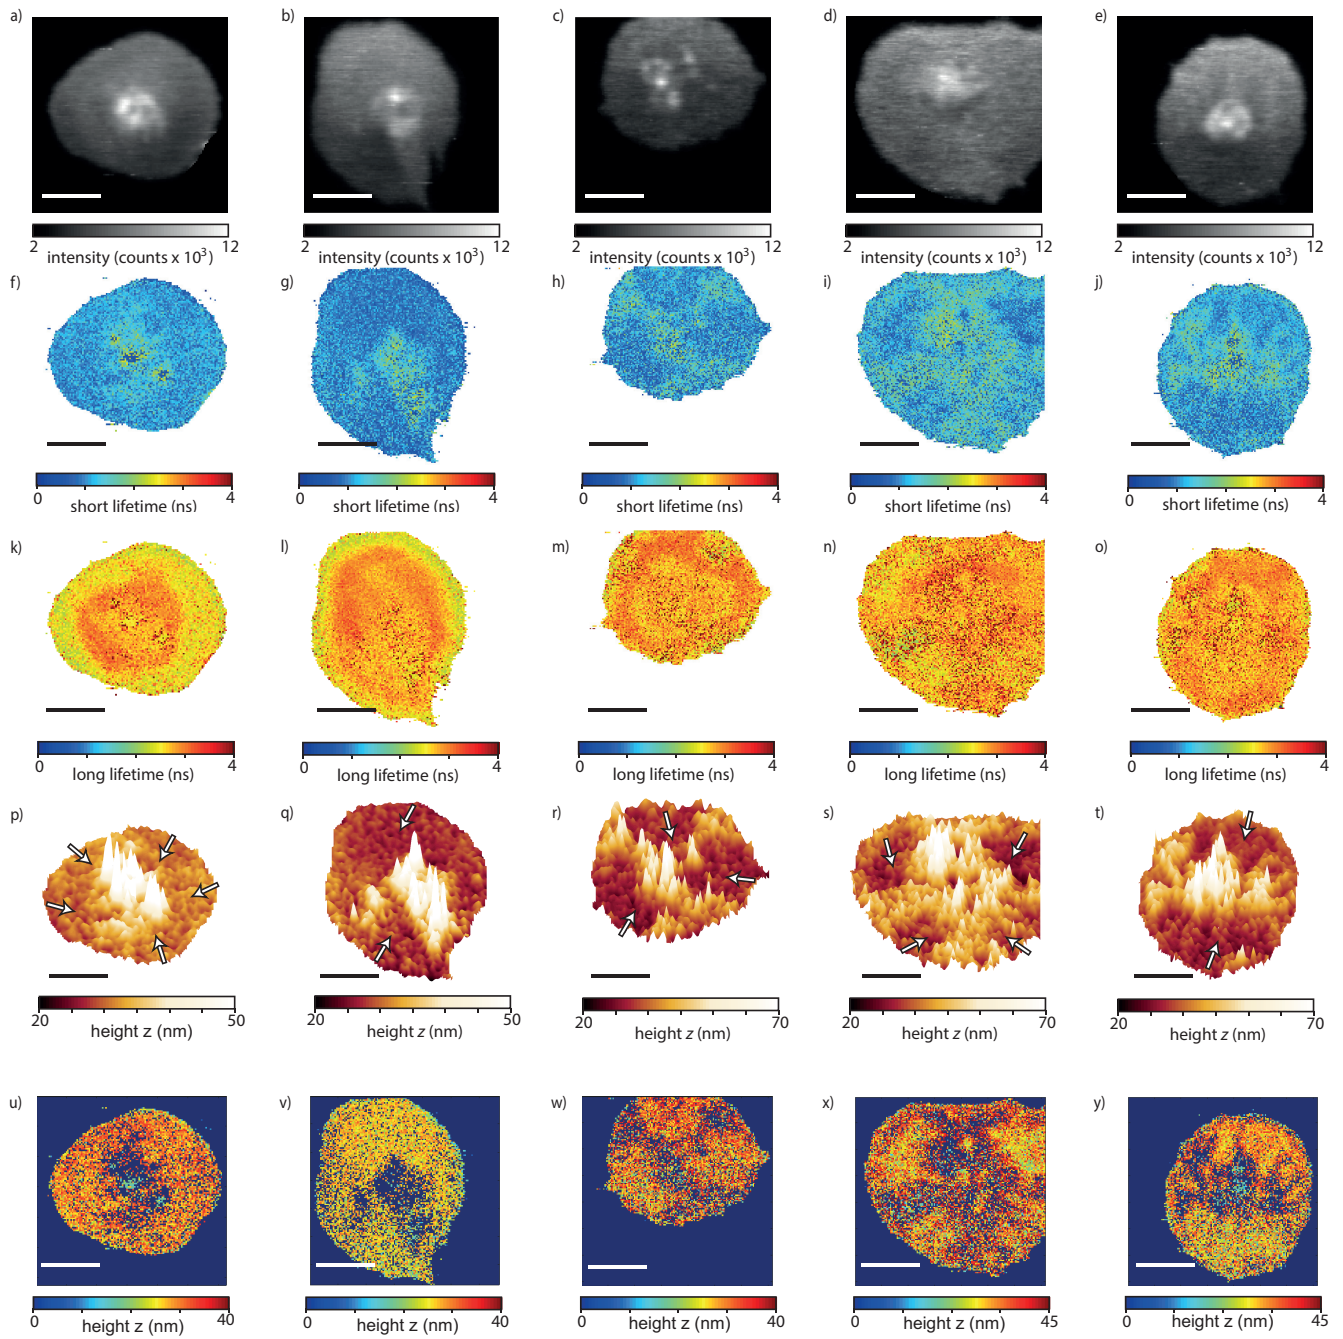 a) b) c) d) e)
2 12 2 12 2 12 2 12 2 12
intensity (counts x 10³) intensity (counts x 10³) intensity (counts x 10³) intensity (counts x 10³) intensity (counts x 10³)
f) g) h) i) j)
0 4 0 4 0 4 0 4 0 4
short lifetime (ns) short lifetime (ns) short lifetime (ns) short lifetime (ns) short lifetime (ns)
k) l) m) n) o)
0 4 0 4 0 4 0 4 0 4
long lifetime (ns) long lifetime (ns) long lifetime (ns) long lifetime (ns) long lifetime (ns)
p) q) r) s) t)
20 50 20 50 20 70 20 70 20 70
height z (nm) height z (nm) height z (nm) height z (nm) height z (nm)
u) v) w) x) y)
0 40 0 40 0 40 0 45 0 45
height z (nm) height z (nm) height z (nm) height z (nm) height z (nm)